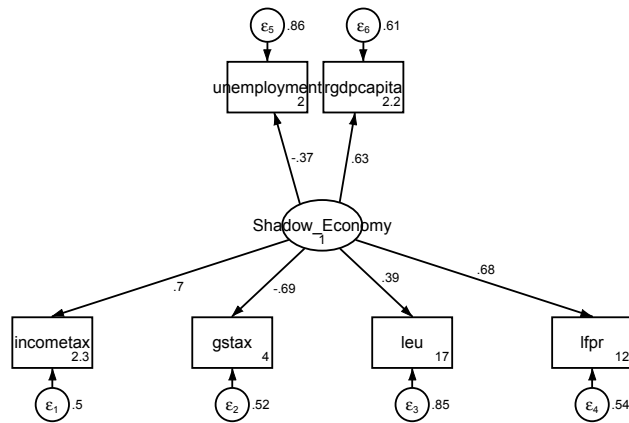 ε5 .86
ε6 .61
unemployment 2
rgdpcapita 2.2
-.37
.63
Shadow_Economy
1
.7
-.69
.39
.68
incometax 2.3
gstax 4
leu 17
lfpr 12
ε1 .5
ε2 .52
ε3 .85
ε4 .54